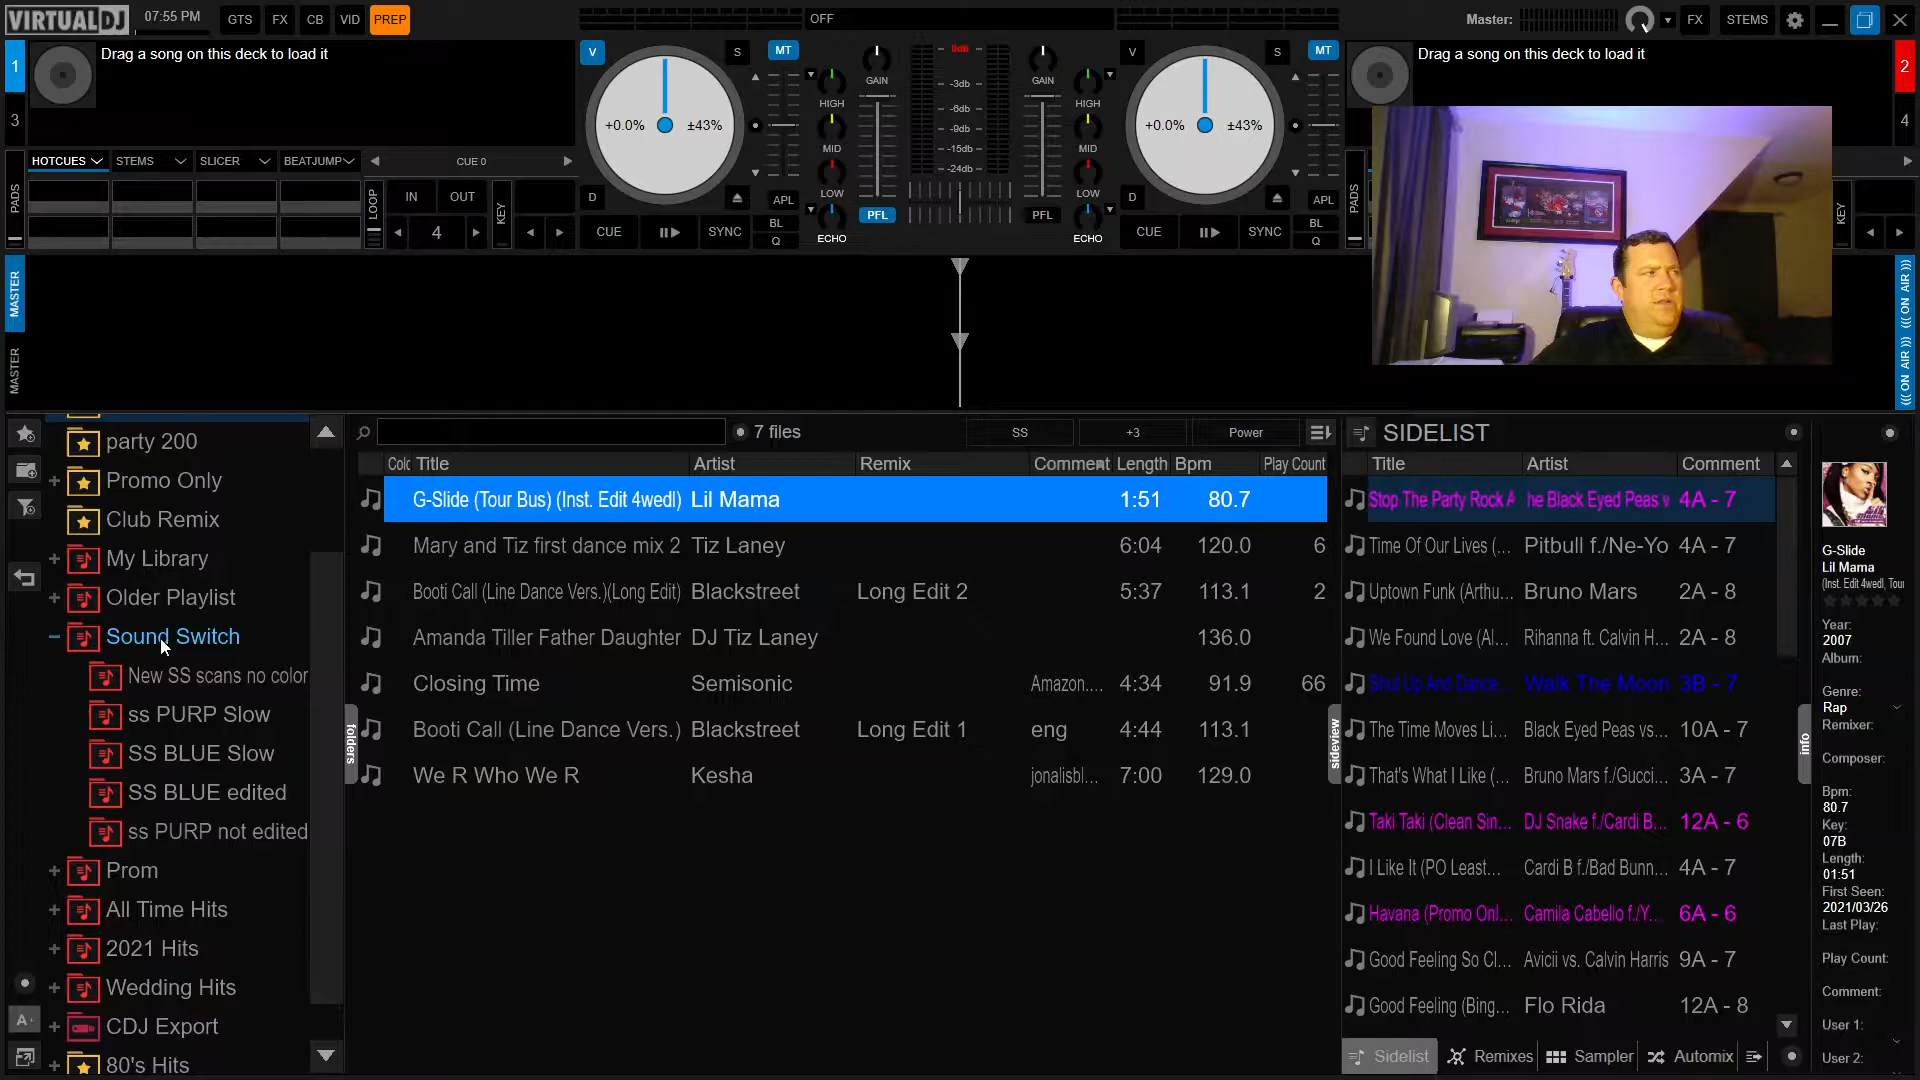 VIRTUALDJ
07:55 PM
GTS
FX
CB
VID
PREP
OFF
Master:
FX
STEMS
1
Drag a song on this deck to load it
V
S
MT
GAIN
0db
-3db
-6db
-9db
-15db
-24db
GAIN
HIGH
MID
LOW
ECHO
V
S
MT
Drag a song on this deck to load it
2
3
+0.0%
±43%
HIGH
MID
LOW
ECHO
+0.0%
±43%
4
HOTCUES
STEMS
SLICER
BEATJUMP
CUE 0
PADS
LOOP
IN
OUT
KEY
4
D
APL
PFL
PFL
D
APL
PADS
KEY
CUE
SYNC
BL
Q
CUE
SYNC
BL
Q
MASTER
MASTER
((( ON AIR )))
((( ON AIR )))
party 200
Promo Only
Club Remix
My Library
Older Playlist
Sound Switch
New SS scans no color
ss PURP Slow
SS BLUE Slow
SS BLUE edited
ss PURP not edited
Prom
All Time Hits
2021 Hits
Wedding Hits
CDJ Export
80's Hits
A+
folders
7 files
SS
+3
Power
Title Artist Remix Comment Length Bpm Play Count
G-Slide (Tour Bus) (Inst. Edit 4wedl) Lil Mama 1:51 80.7
Mary and Tiz first dance mix 2 Tiz Laney 6:04 120.0 6
Booti Call (Line Dance Vers.)(Long Edit) Blackstreet Long Edit 2 5:37 113.1 2
Amanda Tiller Father Daughter DJ Tiz Laney 136.0
Closing Time Semisonic Amazon.... 4:34 91.9 66
Booti Call (Line Dance Vers.) Blackstreet Long Edit 1 eng 4:44 113.1
We R Who We R Kesha jonalisbl... 7:00 129.0
sideview
SIDELIST
Title Artist Comment
Stop The Party Rock A he Black Eyed Peas v 4A - 7
Time Of Our Lives (... Pitbull f./Ne-Yo 4A - 7
Uptown Funk (Arthu... Bruno Mars 2A - 8
We Found Love (Al... Rihanna ft. Calvin H... 2A - 8
Shut Up And Dance... Walk The Moon 3B - 7
The Time Moves Li... Black Eyed Peas vs... 10A - 7
That's What I Like (... Bruno Mars f./Gucci... 3A - 7
Taki Taki (Clean Sin... DJ Snake f./Cardi B... 12A - 6
I Like It (PO Least... Cardi B f./Bad Bunn... 4A - 7
Havana (Promo Onl... Camila Cabello f./Y... 6A - 6
Good Feeling So Cl... Avicii vs. Calvin Harris 9A - 7
Good Feeling (Bing... Flo Rida 12A - 8
Sidelist
Remixes
Sampler
Automix
info
G-Slide
Lil Mama
(Inst. Edit 4wedl, Tour
Year:
2007
Album:
Genre:
Rap
Remixer:
Composer:
Bpm:
80.7
Key:
07B
Length:
01:51
First Seen:
2021/03/26
Last Play:
Play Count:
Comment:
User 1:
User 2: